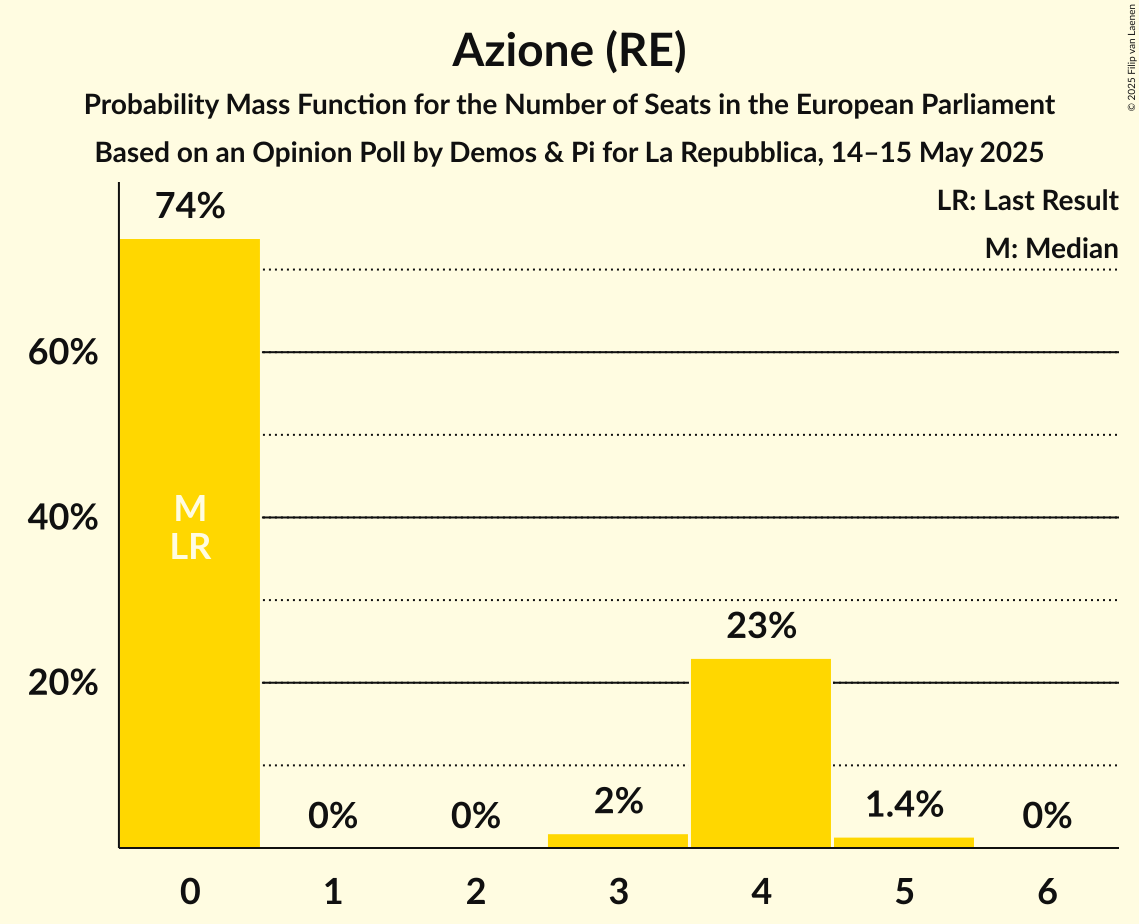 Azione (RE)
Probability Mass Function for the Number of Seats in the European Parliament
Based on an Opinion Poll by Demos & Pi for La Repubblica, 14–15 May 2025
© 2025 Filip van Laenen
LR: Last Result
M: Median
74%
60%
40%
20%
M
LR
0%
0%
2%
23%
1.4%
0%
0 1 2 3 4 5 6